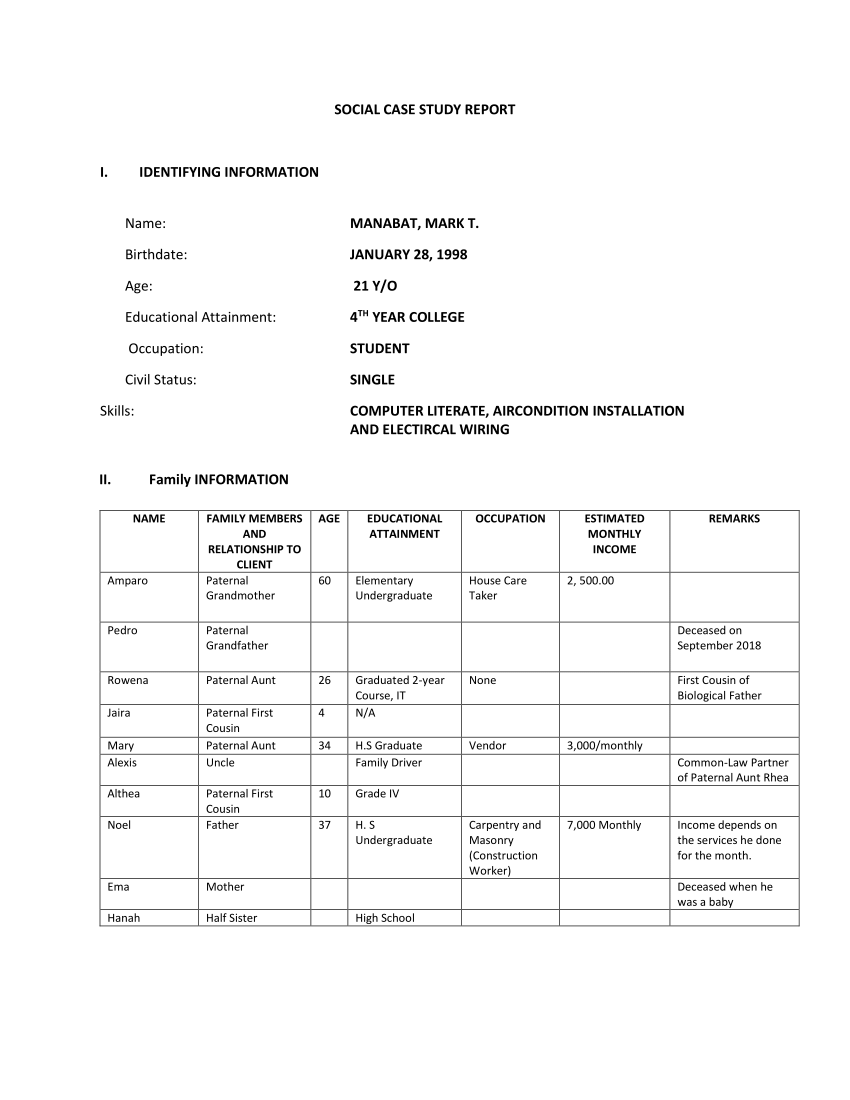 SOCIAL CASE STUDY REPORT
I. IDENTIFYING INFORMATION
Name: MANABAT, MARK T.
Birthdate: JANUARY 28, 1998
Age: 21 Y/O
Educational Attainment: 4TH YEAR COLLEGE
Occupation: STUDENT
Civil Status: SINGLE
Skills: COMPUTER LITERATE, AIRCONDITION INSTALLATION
AND ELECTIRCAL WIRING
II. Family INFORMATION
NAME FAMILY MEMBERS AGE EDUCATIONAL OCCUPATION ESTIMATED REMARKS
AND ATTAINMENT MONTHLY
RELATIONSHIP TO INCOME
CLIENT
Amparo Paternal 60 Elementary House Care 2, 500.00
Grandmother Undergraduate Taker
Pedro Paternal Deceased on
Grandfather September 2018
Rowena Paternal Aunt 26 Graduated 2-year None First Cousin of
Course, IT Biological Father
Jaira Paternal First 4 N/A
Cousin
Mary Paternal Aunt 34 H.S Graduate Vendor 3,000/monthly
Alexis Uncle Family Driver Common-Law Partner
of Paternal Aunt Rhea
Althea Paternal First 10 Grade IV
Cousin
Noel Father 37 H. S Carpentry and 7,000 Monthly Income depends on
Undergraduate Masonry the services he done
(Construction for the month.
Worker)
Ema Mother Deceased when he
was a baby
Hanah Half Sister High School